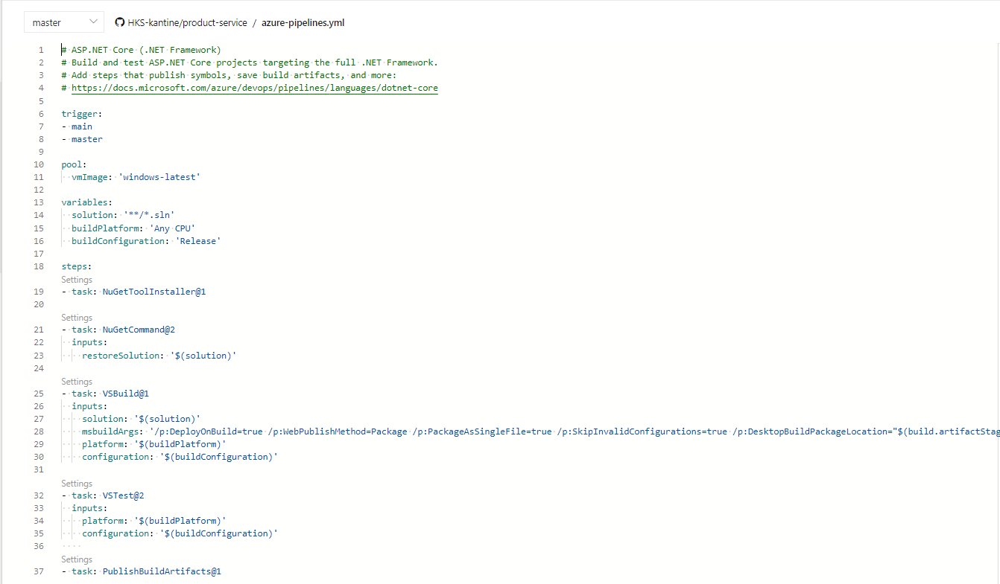 master HKS-kantine/product-service / azure-pipelines.yml
1 # ASP.NET Core (.NET Framework)
2 # Build and test ASP.NET Core projects targeting the full .NET Framework.
3 # Add steps that publish symbols, save build artifacts, and more:
4 # https://docs.microsoft.com/azure/devops/pipelines/languages/dotnet-core
5
6 trigger:
7 - main
8 - master
9
10 pool:
11   vmImage: 'windows-latest'
12
13 variables:
14   solution: '**/*.sln'
15   buildPlatform: 'Any CPU'
16   buildConfiguration: 'Release'
17
18 steps:
Settings
19 - task: NuGetToolInstaller@1
20
Settings
21 - task: NuGetCommand@2
22   inputs:
23     restoreSolution: '$(solution)'
24
Settings
25 - task: VSBuild@1
26   inputs:
27     solution: '$(solution)'
28     msbuildArgs: '/p:DeployOnBuild=true /p:WebPublishMethod=Package /p:PackageAsSingleFile=true /p:SkipInvalidConfigurations=true /p:DesktopBuildPackageLocation="$(build.artifactStag
29     platform: '$(buildPlatform)'
30     configuration: '$(buildConfiguration)'
31
Settings
32 - task: VSTest@2
33   inputs:
34     platform: '$(buildPlatform)'
35     configuration: '$(buildConfiguration)'
36
Settings
37 - task: PublishBuildArtifacts@1